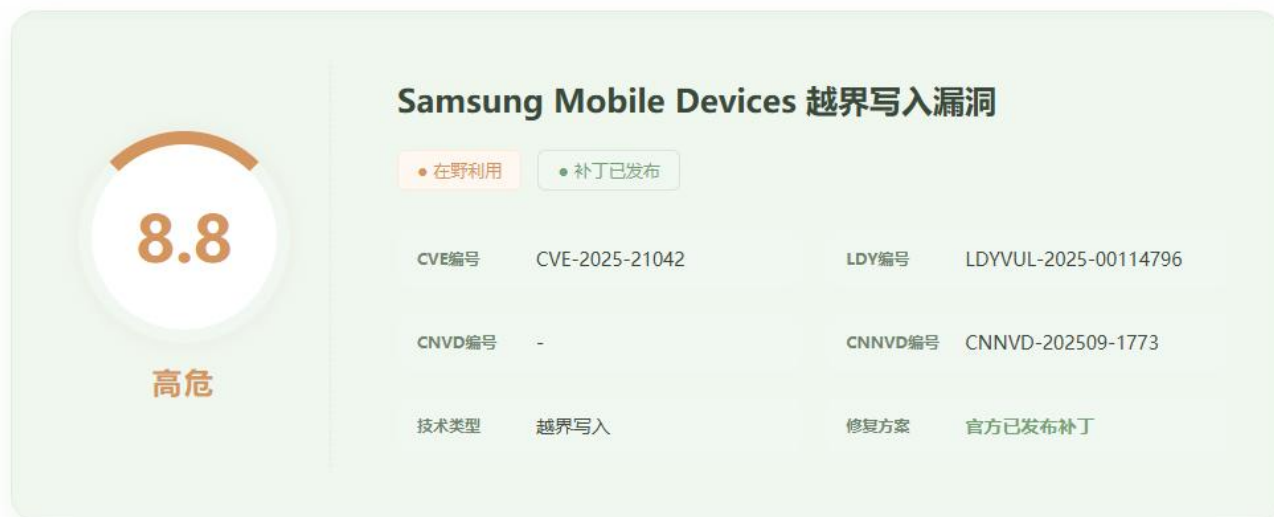 Samsung Mobile Devices 越界写入漏洞
● 在野利用 ● 补丁已发布
8.8
高危
CVE编号 CVE-2025-21042 LDY编号 LDYVUL-2025-00114796
CNVD编号 - CNNVD编号 CNNVD-202509-1773
技术类型 越界写入 修复方案 官方已发布补丁